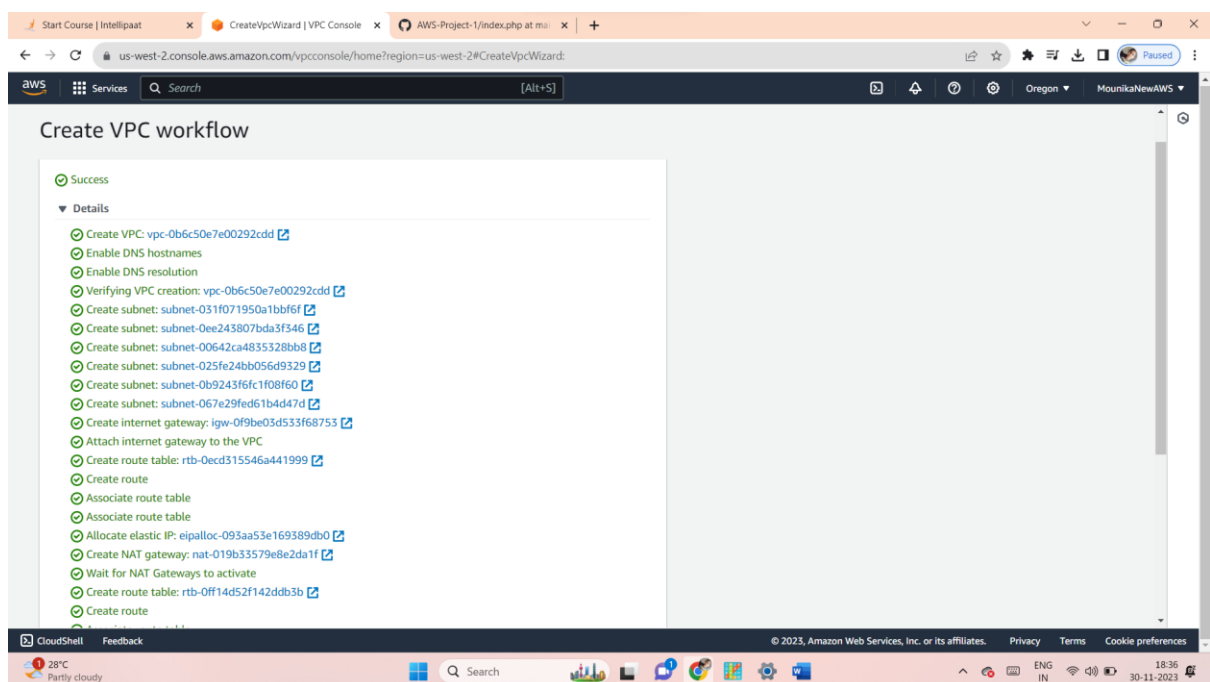 Start Course | Intellipaat
CreateVpcWizard | VPC Console
AWS-Project-1/index.php at mai
us-west-2.console.aws.amazon.com/vpcconsole/home?region=us-west-2#CreateVpcWizard:
Paused
aws
Services
Search
[Alt+S]
Oregon
MounikaNewAWS
Create VPC workflow
Success
Details
Create VPC: vpc-0b6c50e7e00292cdd
Enable DNS hostnames
Enable DNS resolution
Verifying VPC creation: vpc-0b6c50e7e00292cdd
Create subnet: subnet-031f071950a1bbf6f
Create subnet: subnet-0ee243807bda3f346
Create subnet: subnet-00642ca4835328bb8
Create subnet: subnet-025fe24bb056d9329
Create subnet: subnet-0b9243f6fc1f08f60
Create subnet: subnet-067e29fed61b4d47d
Create internet gateway: igw-0f9be03d533f68753
Attach internet gateway to the VPC
Create route table: rtb-0ecd315546a441999
Create route
Associate route table
Associate route table
Allocate elastic IP: eipalloc-093aa53e169389db0
Create NAT gateway: nat-019b33579e8e2da1f
Wait for NAT Gateways to activate
Create route table: rtb-0ff14d52f142ddb3b
Create route
CloudShell Feedback © 2023, Amazon Web Services, Inc. or its affiliates. Privacy Terms Cookie preferences
1
28°C
Partly cloudy
Search
ENG
IN
18:36
30-11-2023